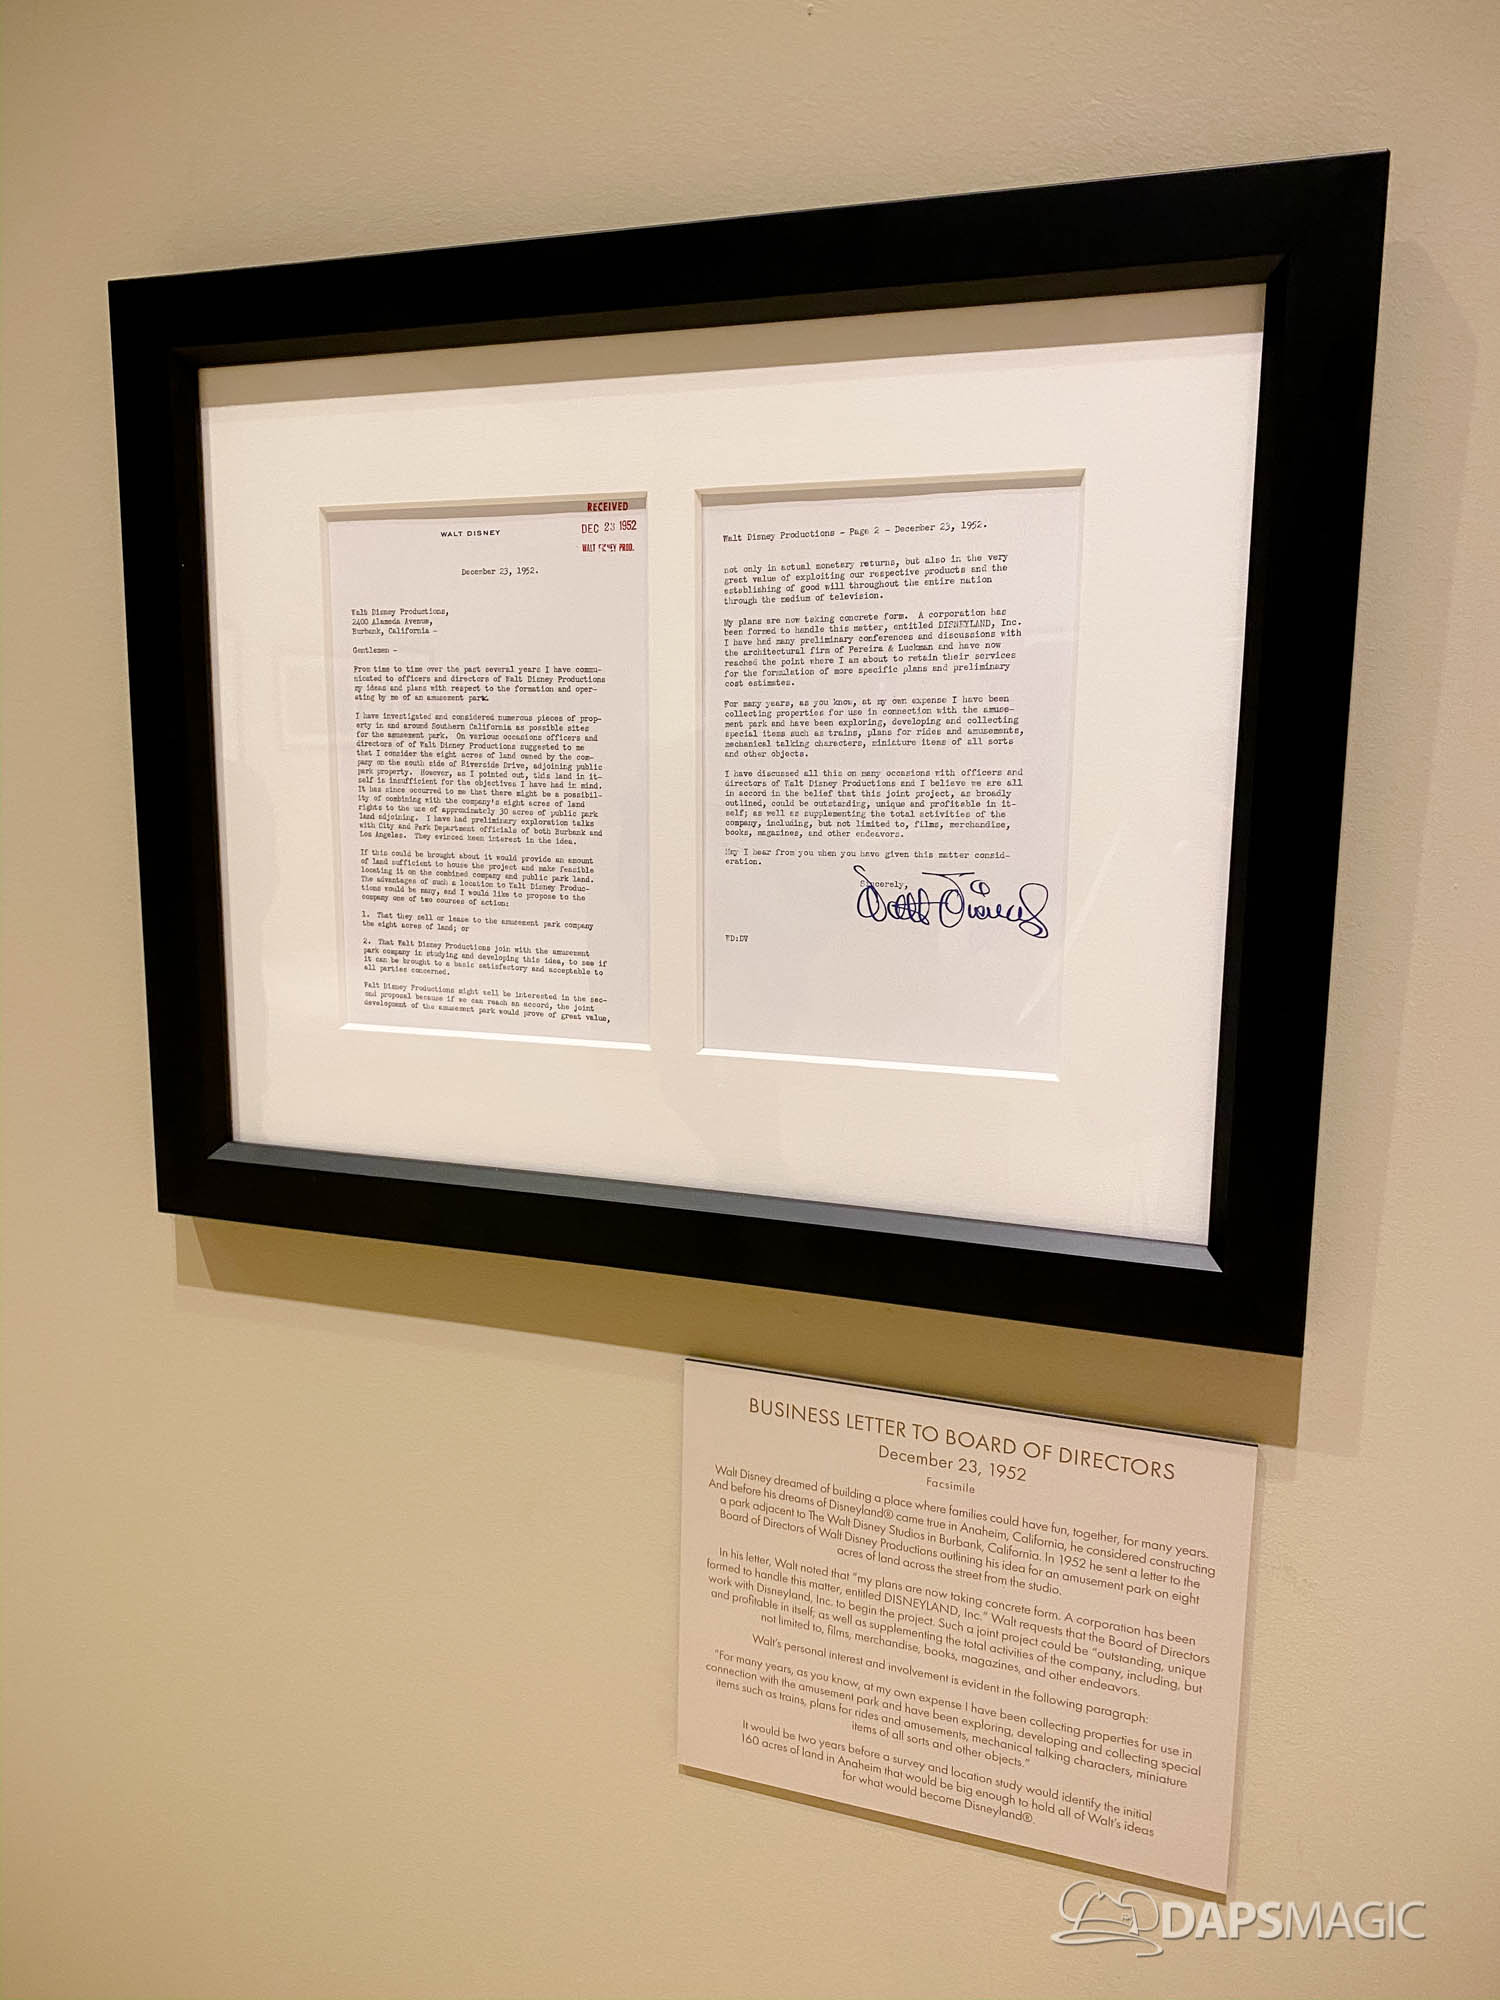 WALT DISNEY
RECEIVED
DEC 23 1952
WALT DISNEY PROD.
December 23, 1952.
Walt Disney Productions,
2400 Alameda Avenue,
Burbank, California -
Gentlemen -
From time to time over the past several years I have commu-
nicated to officers and directors of Walt Disney Productions
my ideas and plans with respect to the formation and oper-
ating by me of an amusement park.
I have investigated and considered numerous pieces of prop-
erty in and around Southern California as possible sites
for the amusement park. On various occasions officers and
directors of of Walt Disney Productions suggested to me
that I consider the eight acres of land owned by the com-
pany on the south side of Riverside Drive, adjoining public
park property. However, as I pointed out, this land in it-
self is insufficient for the objectives I have had in mind.
It has since occurred to me that there might be a possibil-
ity of combining with the company's eight acres of land
rights to the use of approximately 30 acres of public park
land adjoining. I have had preliminary exploration talks
with City and Park Department officials of both Burbank and
Los Angeles. They evinced keen interest in the idea.
If this could be brought about it would provide an amount
of land sufficient to house the project and make feasible
locating it on the combined company and public park land.
The advantages of such a location to Walt Disney Produc-
tions would be many, and I would like to propose to the
company one of two courses of action:
1. That they sell or lease to the amusement park company
the eight acres of land; or
2. That Walt Disney Productions join with the amusement
park company in studying and developing this idea, to see if
it can be brought to a basic satisfactory and acceptable to
all parties concerned.
Walt Disney Productions might well be interested in the sec-
ond proposal because if we can reach an accord, the joint
development of the amusement park would prove of great value,
Walt Disney Productions - Page 2 - December 23, 1952.
not only in actual monetary returns, but also in the very
great value of exploiting our respective products and the
establishing of good will throughout the entire nation
through the medium of television.
My plans are now taking concrete form. A corporation has
been formed to handle this matter, entitled DISNEYLAND, Inc.
I have had many preliminary conferences and discussions with
the architectural firm of Pereira & Luckman and have now
reached the point where I am about to retain their services
for the formulation of more specific plans and preliminary
cost estimates.
For many years, as you know, at my own expense I have been
collecting properties for use in connection with the amuse-
ment park and have been exploring, developing and collecting
special items such as trains, plans for rides and amusements,
mechanical talking characters, miniature items of all sorts
and other objects.
I have discussed all this on many occasions with officers and
directors of Walt Disney Productions and I believe we are all
in accord in the belief that this joint project, as broadly
outlined, could be outstanding, unique and profitable in it-
self; as well as supplementing the total activities of the
company, including, but not limited to, films, merchandise,
books, magazines, and other endeavors.
May I hear from you when you have given this matter consid-
eration.
Sincerely,
Walt Disney
WD:DV
BUSINESS LETTER TO BOARD OF DIRECTORS
December 23, 1952
Facsimile
Walt Disney dreamed of building a place where families could have fun, together, for many years.
And before his dreams of Disneyland® came true in Anaheim, California, he considered constructing
a park adjacent to The Walt Disney Studios in Burbank, California. In 1952 he sent a letter to the
Board of Directors of Walt Disney Productions outlining his idea for an amusement park on eight
acres of land across the street from the studio.
In his letter, Walt noted that "my plans are now taking concrete form. A corporation has been
formed to handle this matter, entitled DISNEYLAND, Inc." Walt requests that the Board of Directors
work with Disneyland, Inc. to begin the project. Such a joint project could be "outstanding, unique
and profitable in itself; as well as supplementing the total activities of the company, including, but
not limited to, films, merchandise, books, magazines, and other endeavors.
Walt's personal interest and involvement is evident in the following paragraph:
"For many years, as you know, at my own expense I have been collecting properties for use in
connection with the amusement park and have been exploring, developing and collecting special
items such as trains, plans for rides and amusements, mechanical talking characters, miniature
items of all sorts and other objects."
It would be two years before a survey and location study would identify the initial
160 acres of land in Anaheim that would be big enough to hold all of Walt's ideas
for what would become Disneyland®.
DAPSMAGIC